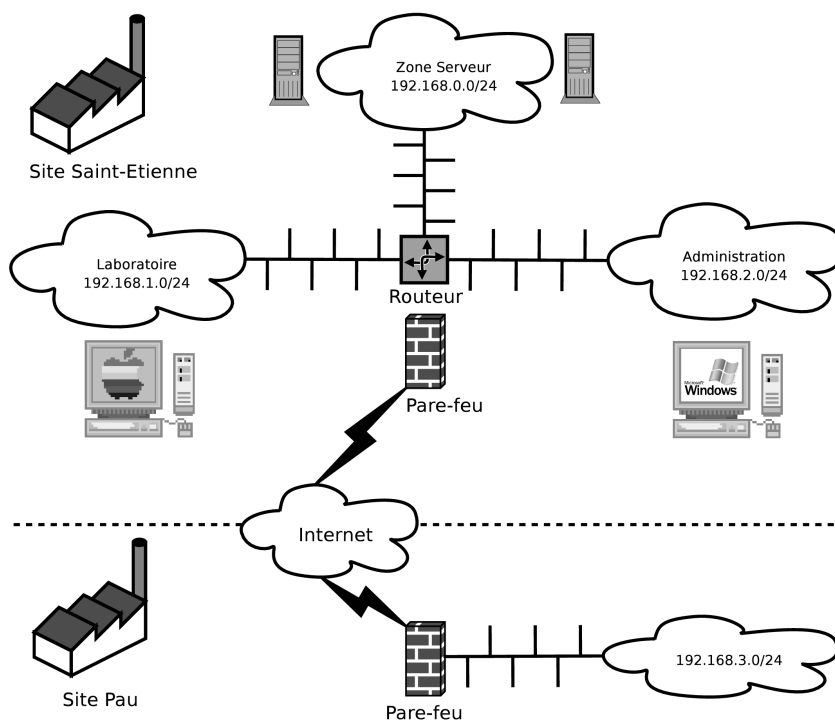 Zone Serveur
192.168.0.0/24
Site Saint-Etienne
Laboratoire
192.168.1.0/24
Administration
192.168.2.0/24
Routeur
Pare-feu
Microsoft
Windows
Internet
Site Pau
192.168.3.0/24
Pare-feu